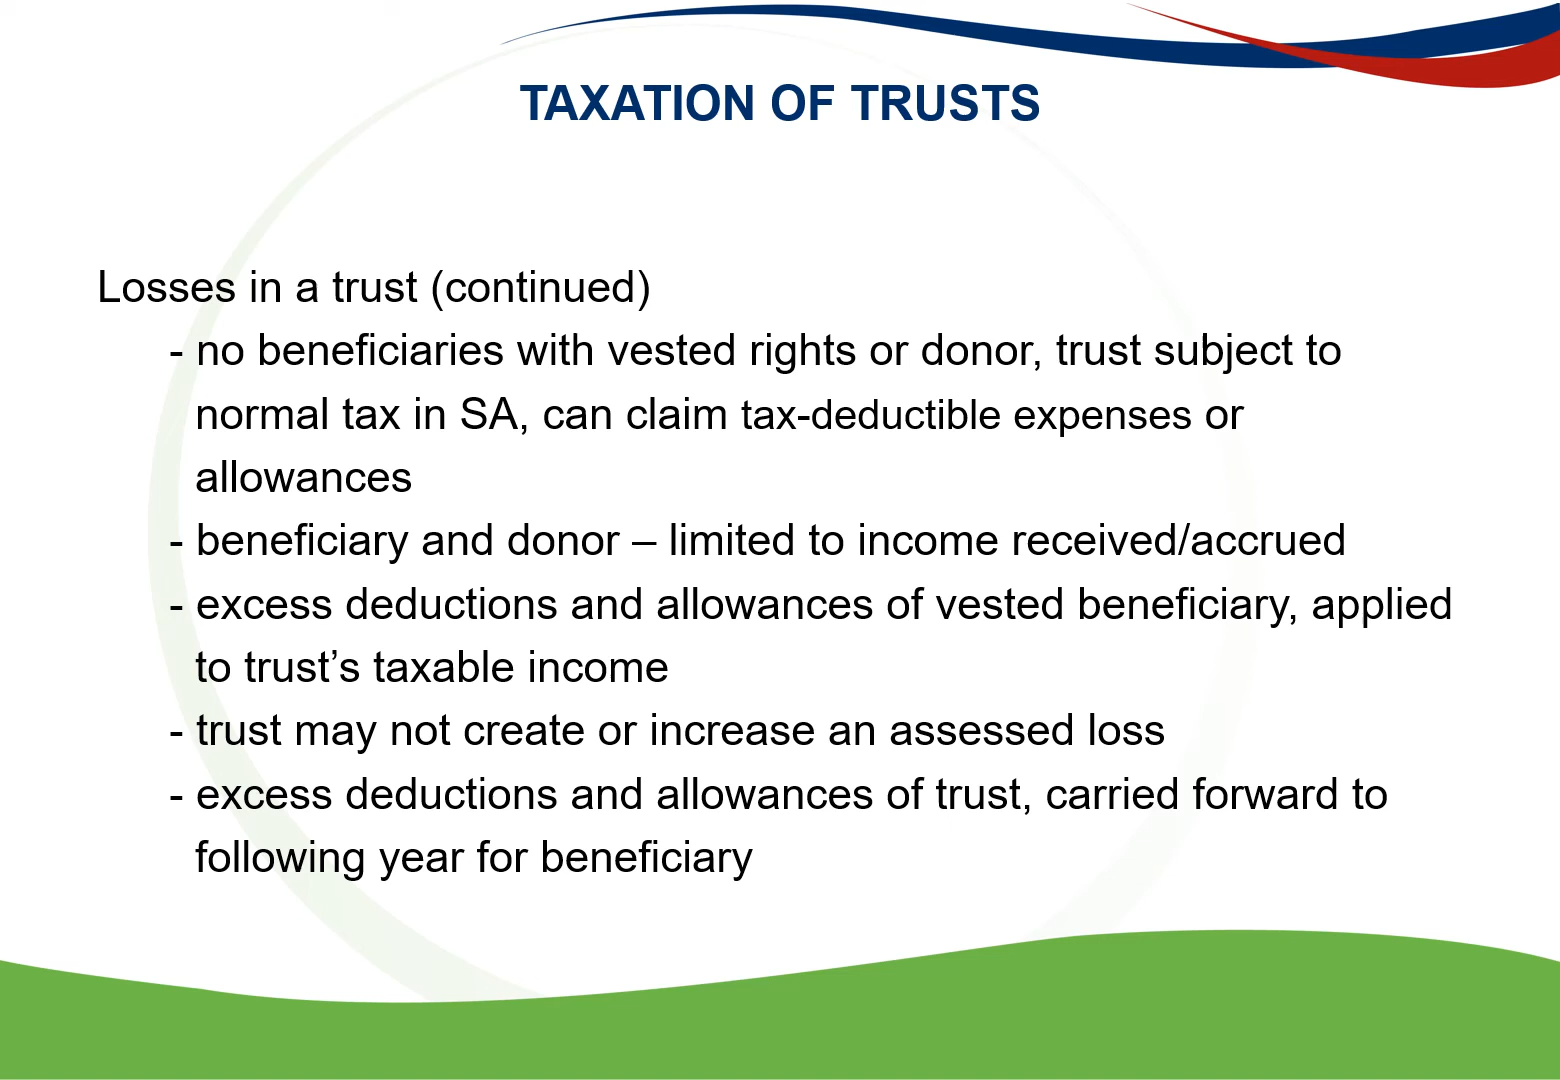 TAXATION OF TRUSTS
Losses in a trust (continued)
- no beneficiaries with vested rights or donor, trust subject to
normal tax in SA, can claim tax-deductible expenses or
allowances
- beneficiary and donor – limited to income received/accrued
- excess deductions and allowances of vested beneficiary, applied
to trust’s taxable income
- trust may not create or increase an assessed loss
- excess deductions and allowances of trust, carried forward to
following year for beneficiary